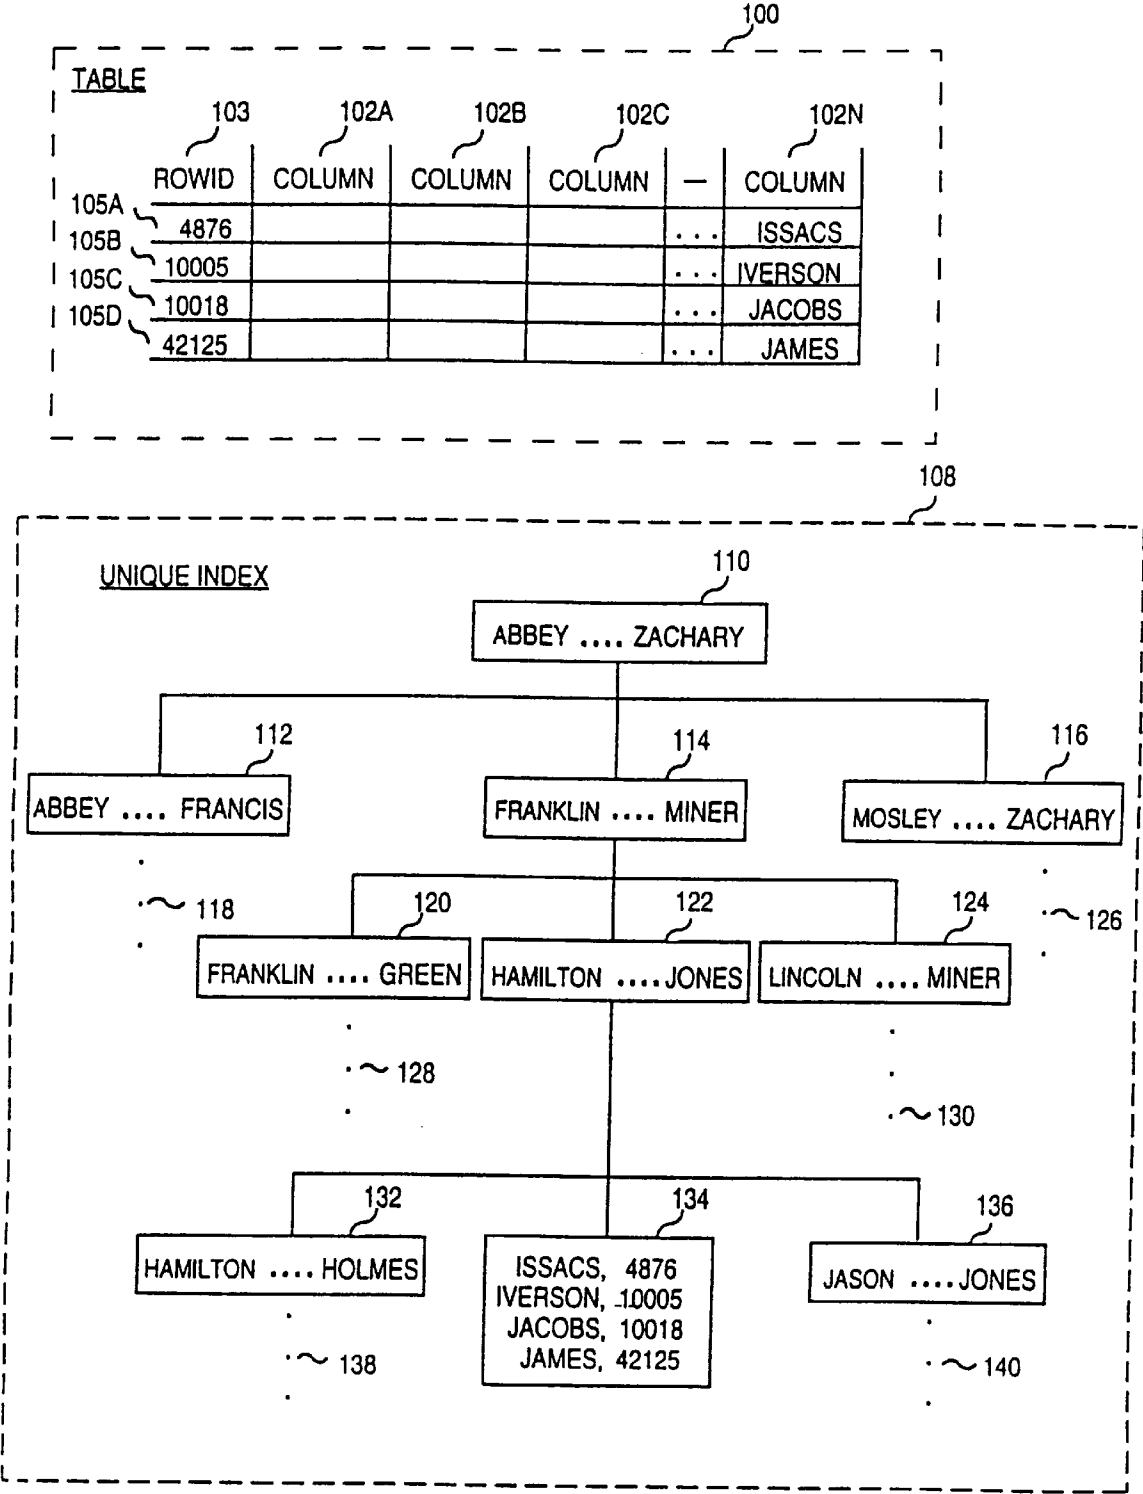 100
TABLE
103 102A 102B 102C 102N
ROWID COLUMN COLUMN COLUMN — COLUMN
105A 4876 ... ISSACS
105B 10005 ... IVERSON
105C 10018 ... JACOBS
105D 42125 ... JAMES
108
UNIQUE INDEX
110
ABBEY .... ZACHARY
112 114 116
ABBEY .... FRANCIS FRANKLIN .... MINER MOSLEY .... ZACHARY
118 120 122 124 126
FRANKLIN .... GREEN HAMILTON .... JONES LINCOLN .... MINER
128 130
132 134 136
HAMILTON .... HOLMES ISSACS, 4876 JASON .... JONES
IVERSON, 10005
JACOBS, 10018
JAMES, 42125
138 140